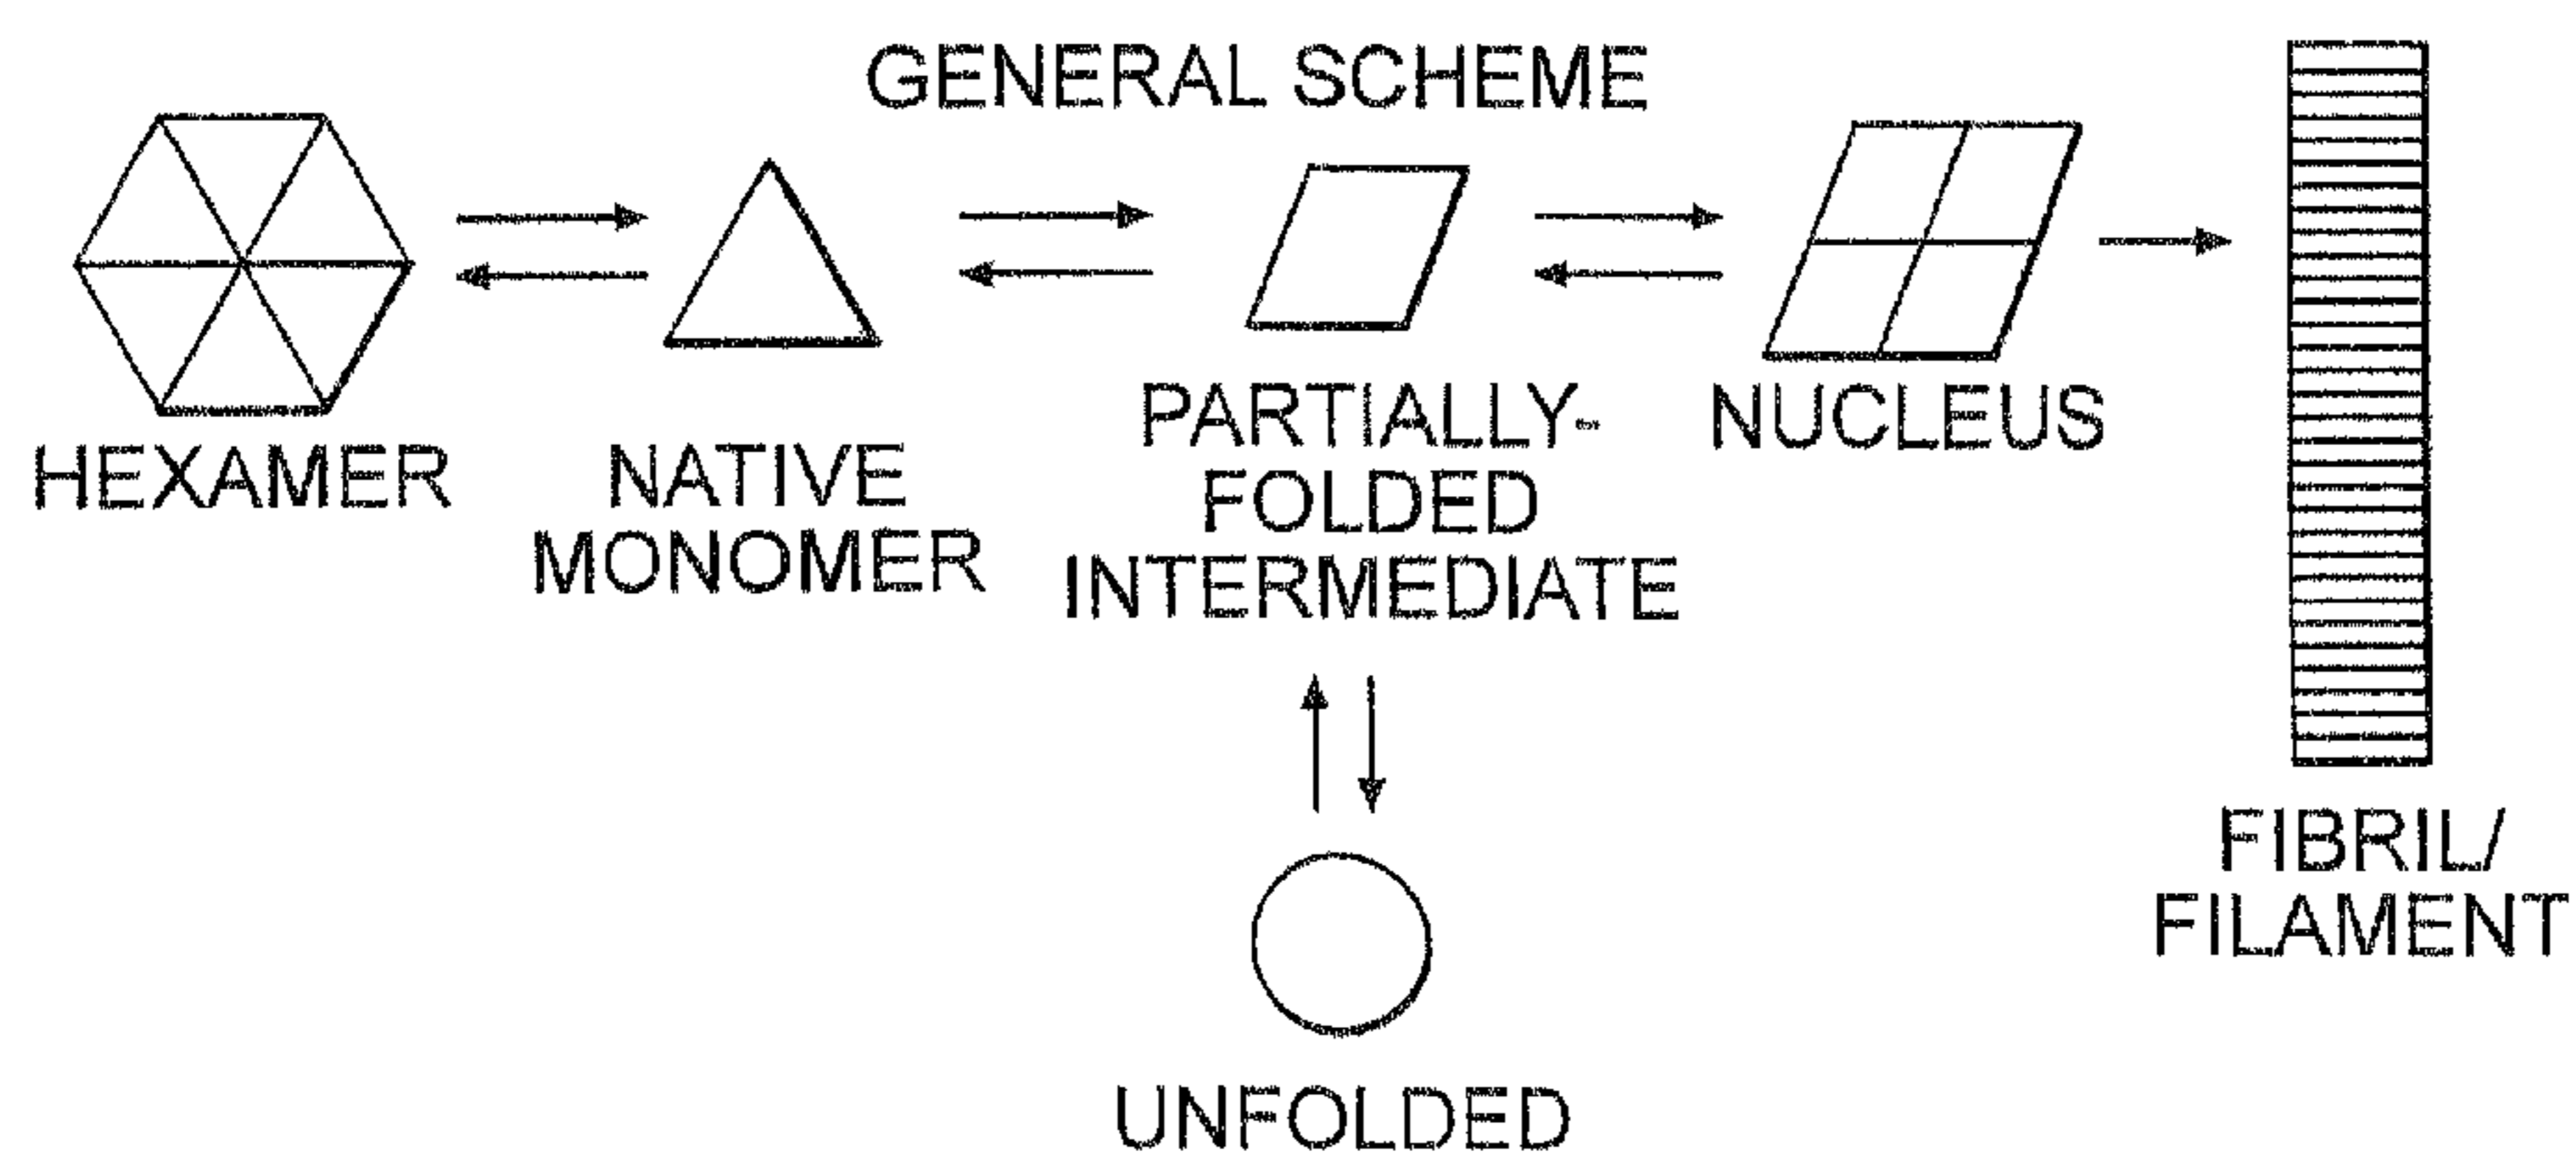 GENERAL SCHEME
HEXAMER
NATIVE
MONOMER
PARTIALLY-
FOLDED
INTERMEDIATE
NUCLEUS
FIBRIL/
FILAMENT
UNFOLDED